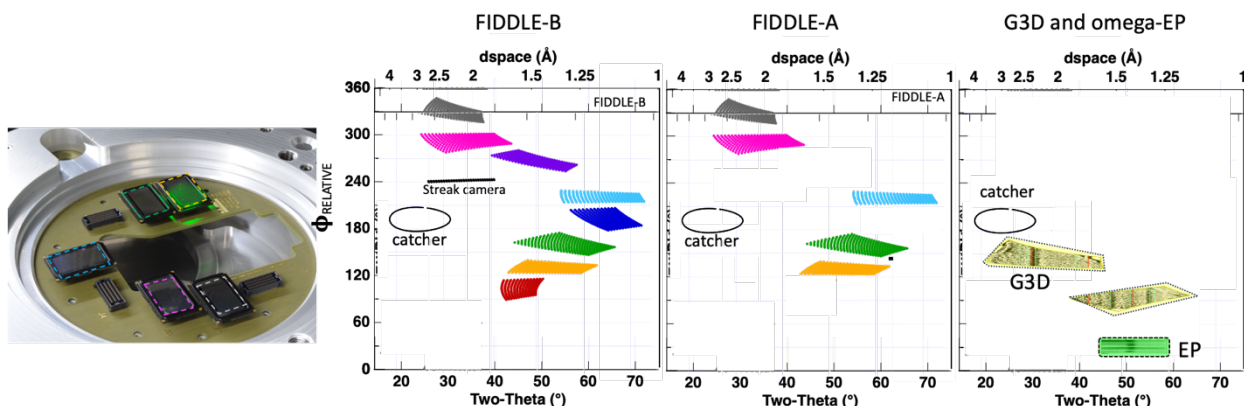 FIDDLE-B
FIDDLE-A
G3D and omega-EP
dspace (Å)
dspace (Å)
dspace (Å)
4 3 2.5 2 1.5 1.25 1
4 3 2.5 2 1.5 1.25 1
4 3 2.5 2 1.5 1.25 1
360
300
240
180
120
60
0
ΦRELATIVE
FIDDLE-B
Streak camera
catcher
FIDDLE-A
catcher
catcher
G3D
EP
20 30 40 50 60 70
20 30 40 50 60 70
20 30 40 50 60 70
Two-Theta (°)
Two-Theta (°)
Two-Theta (°)